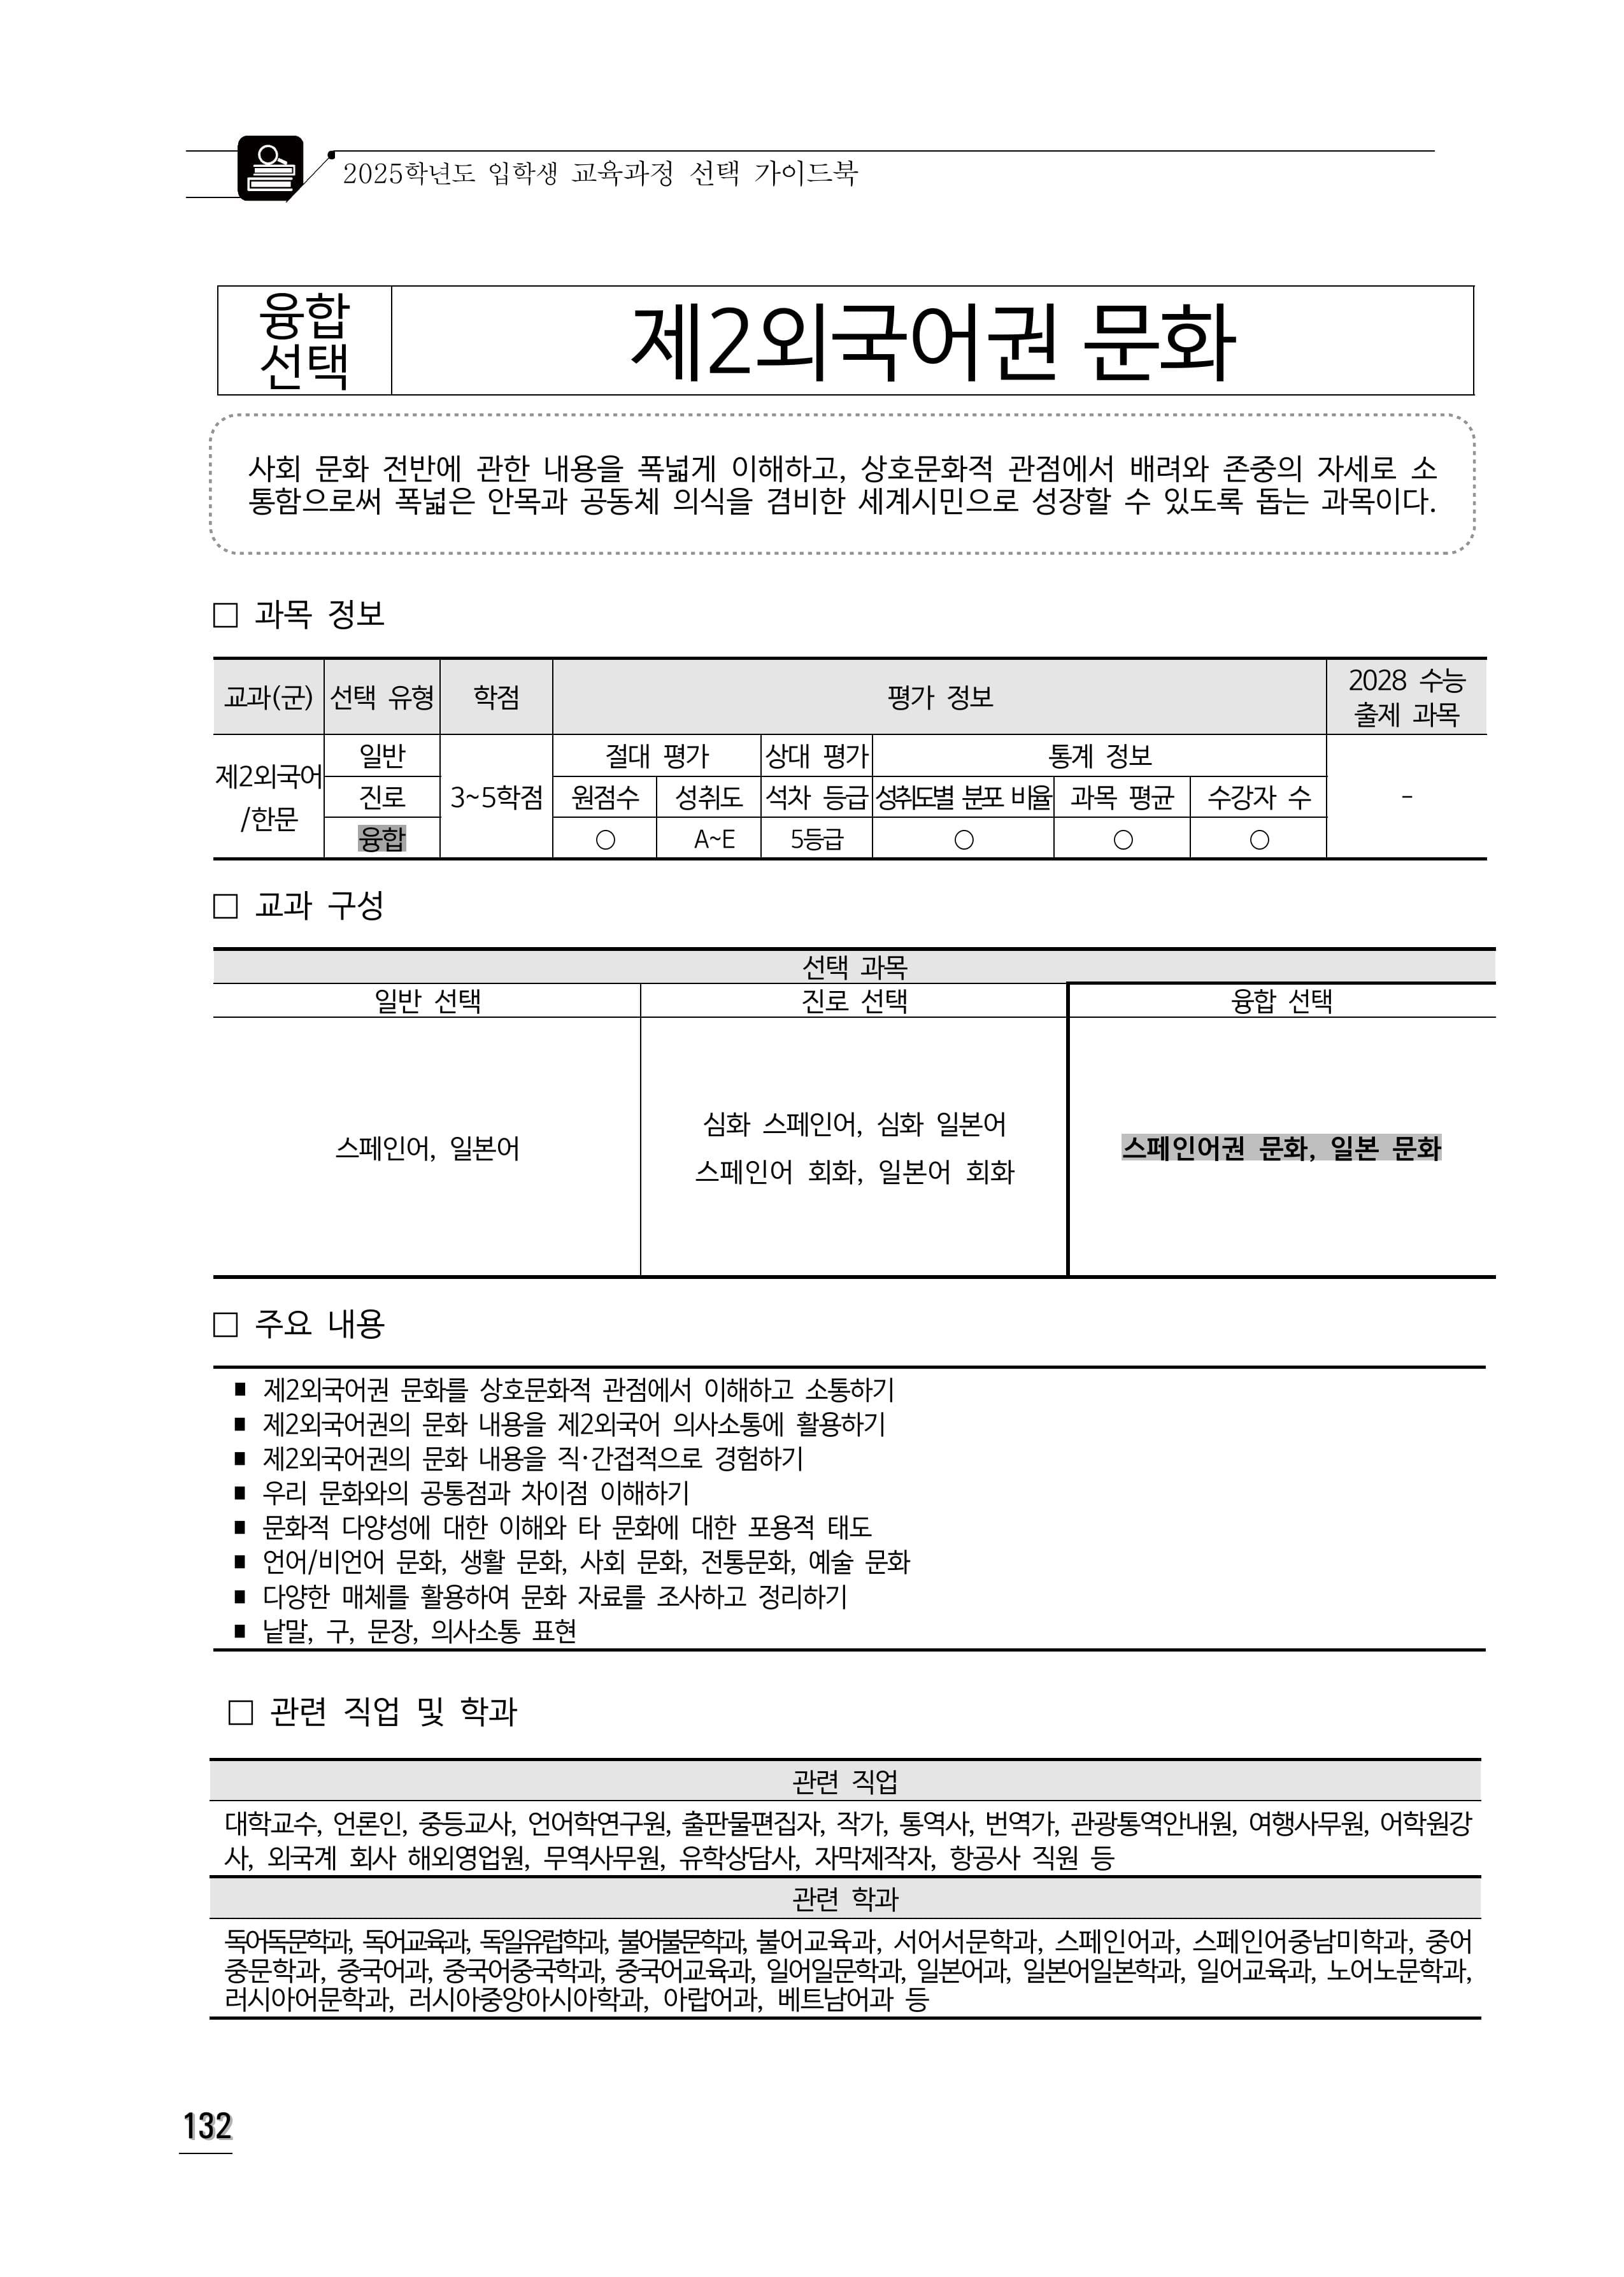 2025학년도 입학생 교육과정 선택 가이드북
융합
선택
제2외국어권 문화
사회 문화 전반에 관한 내용을 폭넓게 이해하고, 상호문화적 관점에서 배려와 존중의 자세로 소
통함으로써 폭넓은 안목과 공동체 의식을 겸비한 세계시민으로 성장할 수 있도록 돕는 과목이다.
□ 과목 정보
교과(군) 선택 유형 학점 평가 정보 2028 수능
출제 과목
제2외국어
/한문
일반 3~5학점 절대 평가 상대 평가 통계 정보 -
진로 원점수 성취도 석차 등급 성취도별 분포 비율 과목 평균 수강자 수
융합 ○ A~E 5등급 ○ ○ ○
□ 교과 구성
선택 과목
일반 선택 진로 선택 융합 선택
스페인어, 일본어
심화 스페인어, 심화 일본어
스페인어 회화, 일본어 회화
스페인어권 문화, 일본 문화
□ 주요 내용
■ 제2외국어권 문화를 상호문화적 관점에서 이해하고 소통하기
■ 제2외국어권의 문화 내용을 제2외국어 의사소통에 활용하기
■ 제2외국어권의 문화 내용을 직·간접적으로 경험하기
■ 우리 문화와의 공통점과 차이점 이해하기
■ 문화적 다양성에 대한 이해와 타 문화에 대한 포용적 태도
■ 언어/비언어 문화, 생활 문화, 사회 문화, 전통문화, 예술 문화
■ 다양한 매체를 활용하여 문화 자료를 조사하고 정리하기
■ 낱말, 구, 문장, 의사소통 표현
□ 관련 직업 및 학과
관련 직업
대학교수, 언론인, 중등교사, 언어학연구원, 출판물편집자, 작가, 통역사, 번역가, 관광통역안내원, 여행사무원, 어학원강
사, 외국계 회사 해외영업원, 무역사무원, 유학상담사, 자막제작자, 항공사 직원 등
관련 학과
독어독문학과, 독어교육과, 독일유럽학과, 불어불문학과, 불어교육과, 서어서문학과, 스페인어과, 스페인어중남미학과, 중어
중문학과, 중국어과, 중국어중국학과, 중국어교육과, 일어일문학과, 일본어과, 일본어일본학과, 일어교육과, 노어노문학과,
러시아어문학과, 러시아중앙아시아학과, 아랍어과, 베트남어과 등
132